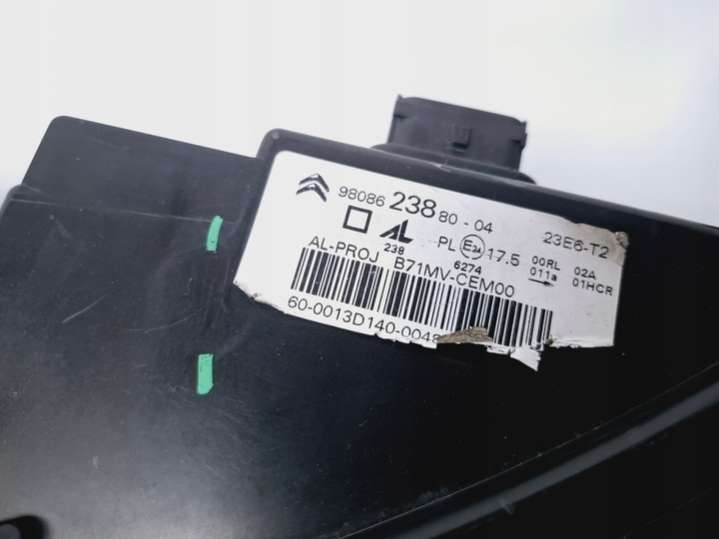 98086 238 80 - 04 23E6-T2
AL PL 17.5 00RL 02A
238 6274 011a 01HCR
AL-PROJ B71MV-CEM00
60-0013D140-004